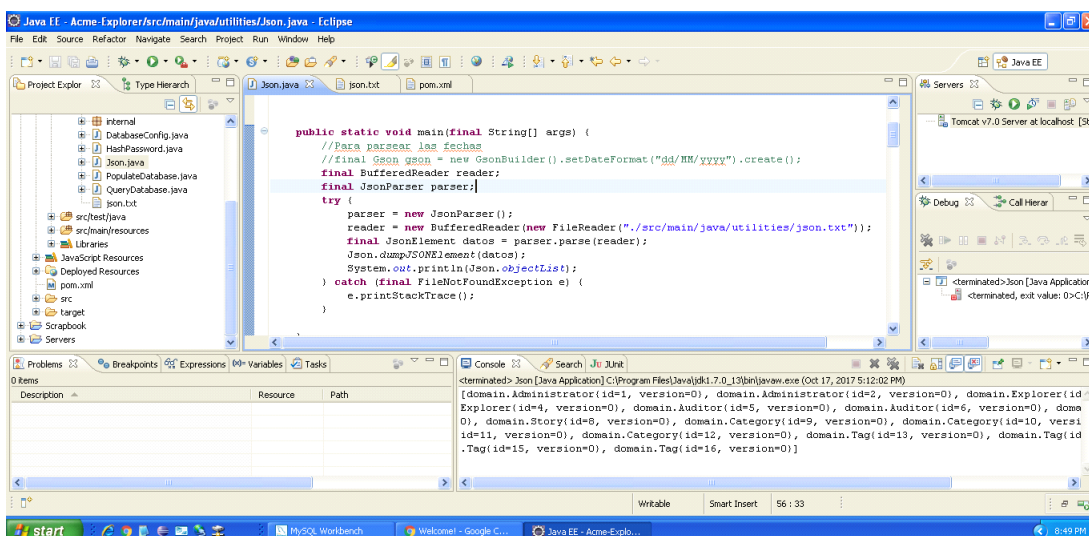 Java EE - Acme-Explorer/src/main/java/utilities/Json.java - Eclipse
File Edit Source Refactor Navigate Search Project Run Window Help
Java EE
Project Explor
Type Hierarch
internal
DatabaseConfig.java
HashPassword.java
Json.java
PopulateDatabase.java
QueryDatabase.java
json.txt
src/test/java
src/main/resources
Libraries
JavaScript Resources
Deployed Resources
pom.xml
src
target
Scrapbook
Servers
Json.java
json.txt
pom.xml
public static void main(final String[] args) {
//Para parsear las fechas
//final Gson gson = new GsonBuilder().setDateFormat("dd/MM/yyyy").create();
final BufferedReader reader;
final JsonParser parser;
try {
parser = new JsonParser();
reader = new BufferedReader(new FileReader("./src/main/java/utilities/json.txt"));
final JsonElement datos = parser.parse(reader);
Json.dumpJSONElement(datos);
System.out.println(Json.objectList);
} catch (final FileNotFoundException e) {
e.printStackTrace();
}
Servers
Tomcat v7.0 Server at localhost [St
Debug
Call Hierar
<terminated>Json [Java Application
<terminated, exit value: 0>C:\P
Problems
Breakpoints
Expressions
Variables
Tasks
0 items
Description Resource Path
Console
Search
JUnit
<terminated> Json [Java Application] C:\Program Files\Java\jdk1.7.0_13\bin\javaw.exe (Oct 17, 2017 5:12:02 PM)
[domain.Administrator{id=1, version=0}, domain.Administrator{id=2, version=0}, domain.Explorer{id
Explorer{id=4, version=0}, domain.Auditor{id=5, version=0}, domain.Auditor{id=6, version=0}, doma
0}, domain.Story{id=8, version=0}, domain.Category{id=9, version=0}, domain.Category{id=10, versi
id=11, version=0}, domain.Category{id=12, version=0}, domain.Tag{id=13, version=0}, domain.Tag{id
.Tag{id=15, version=0}, domain.Tag{id=16, version=0}]
Writable Smart Insert 56 : 33
start
MySQL Workbench
Welcome! - Google C...
Java EE - Acme-Explo...
8:49 PM